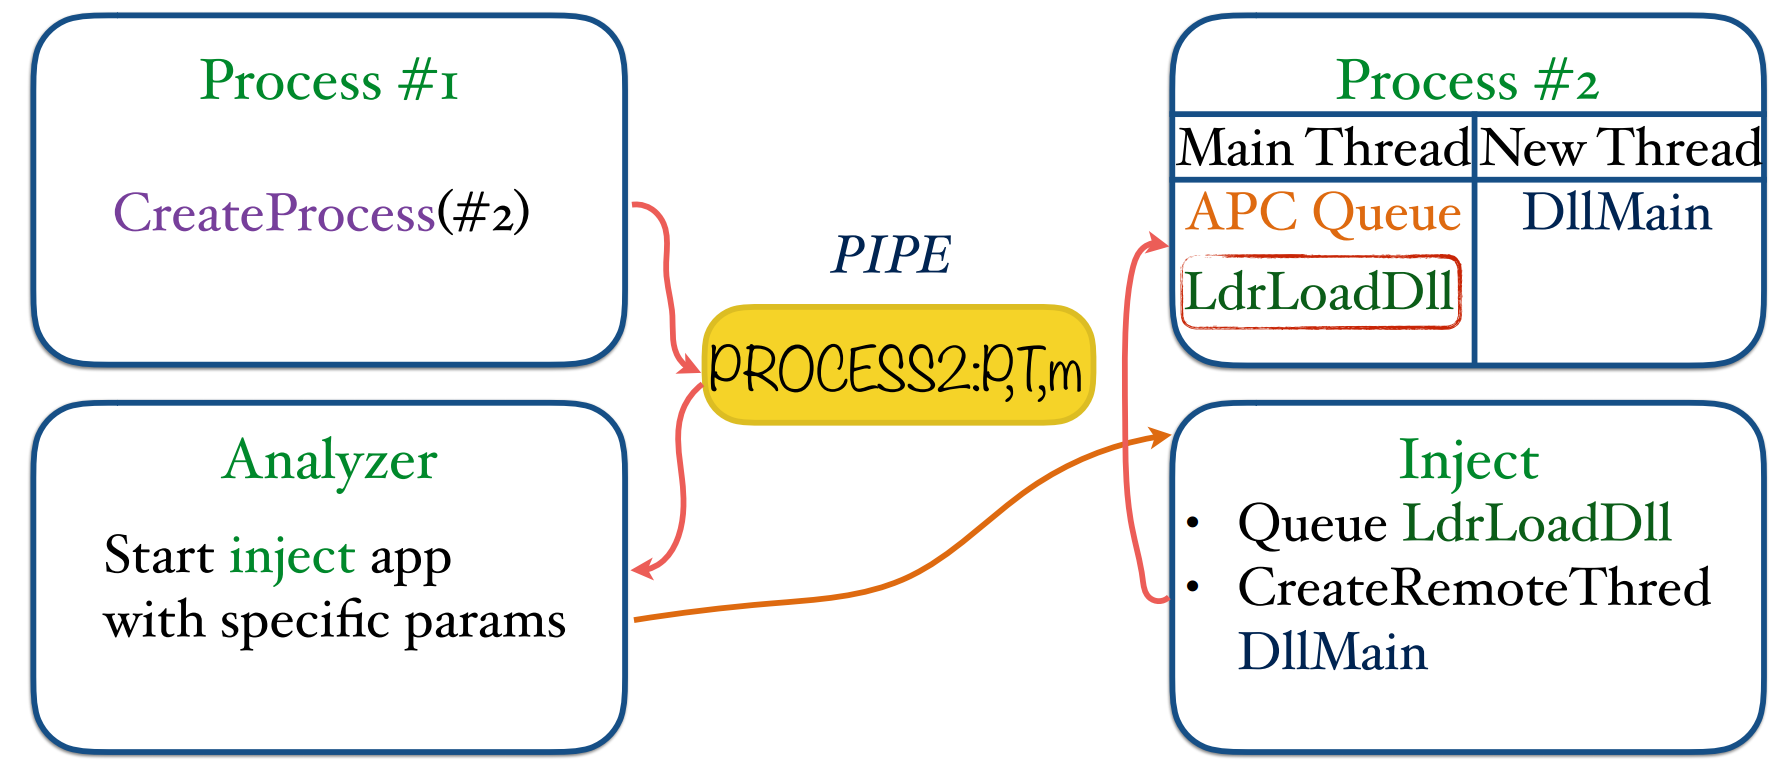 Process #1
CreateProcess(#2)
PIPE
PROCESS2:P,T,m
Analyzer
Start inject app
with specific params
Process #2
Main Thread New Thread
APC Queue DllMain
LdrLoadDll
Inject
• Queue LdrLoadDll
• CreateRemoteThred
DllMain